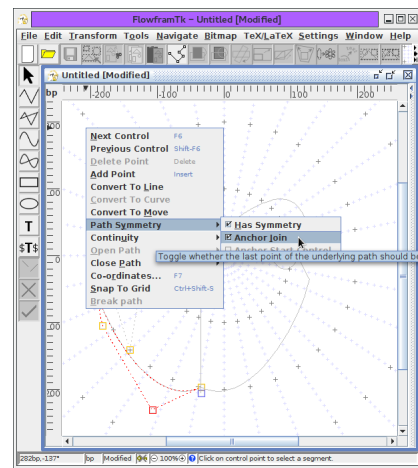 FlowframTk – Untitled [Modified]
File Edit Transform Tools Navigate Bitmap TeX/LaTeX Settings Window Help
Untitled [Modified]
bp -200 -100 0 100 200
Next Control F6
Previous Control Shift-F6
Delete Point Delete
Add Point Insert
Convert To Line
Convert To Curve
Convert To Move
Path Symmetry
Has Symmetry
Continuity
Anchor Join
Open Path
Anchor Start Control
Close Path
Toggle whether the last point of the underlying path should be
Co-ordinates... F7
Snap To Grid Ctrl+Shift-S
Break path
T
$T$
0
200
282bp,-137° bp Modified 100% Click on control point to select a segment.